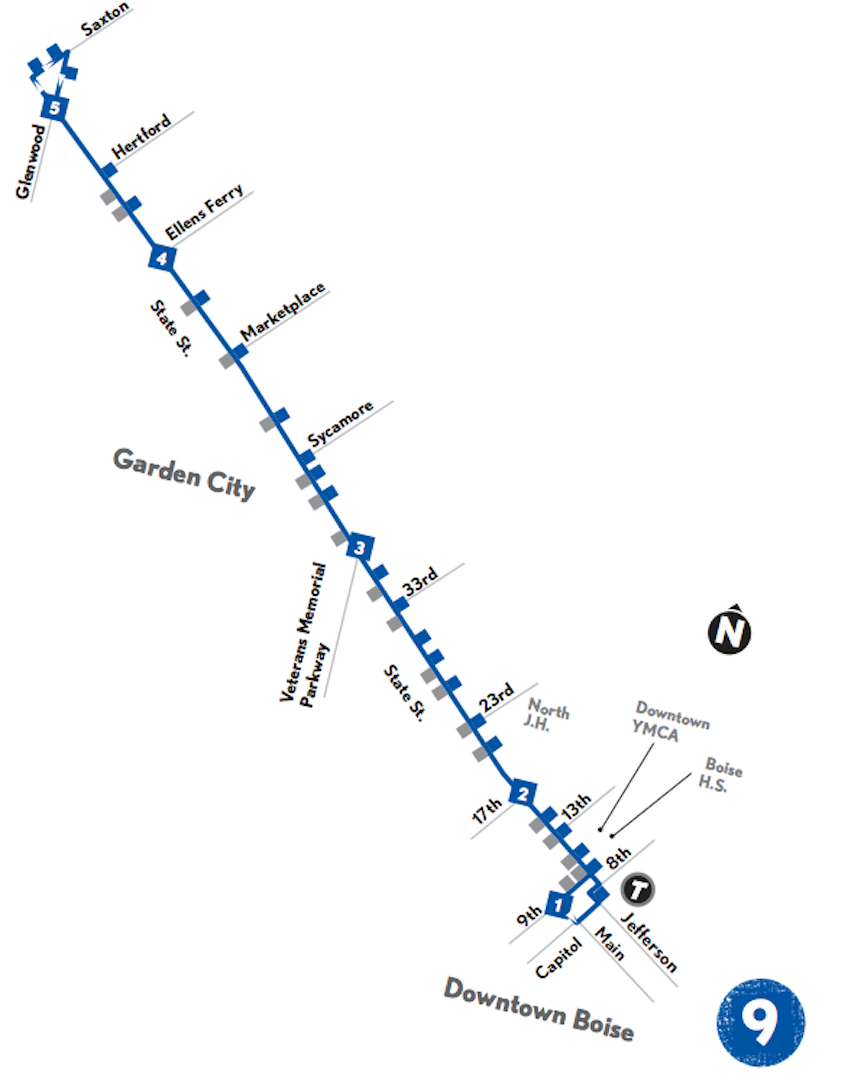 Saxton
5
Glenwood
Hertford
Ellens Ferry
4
State St.
Marketplace
Sycamore
Garden City
3
33rd
Veterans Memorial
Parkway
State St.
23rd
North
J.H.
N
Downtown
YMCA
Boise
H.S.
2
17th
13th
8th
T
1
9th
Jefferson
Main
Capitol
Downtown Boise
9